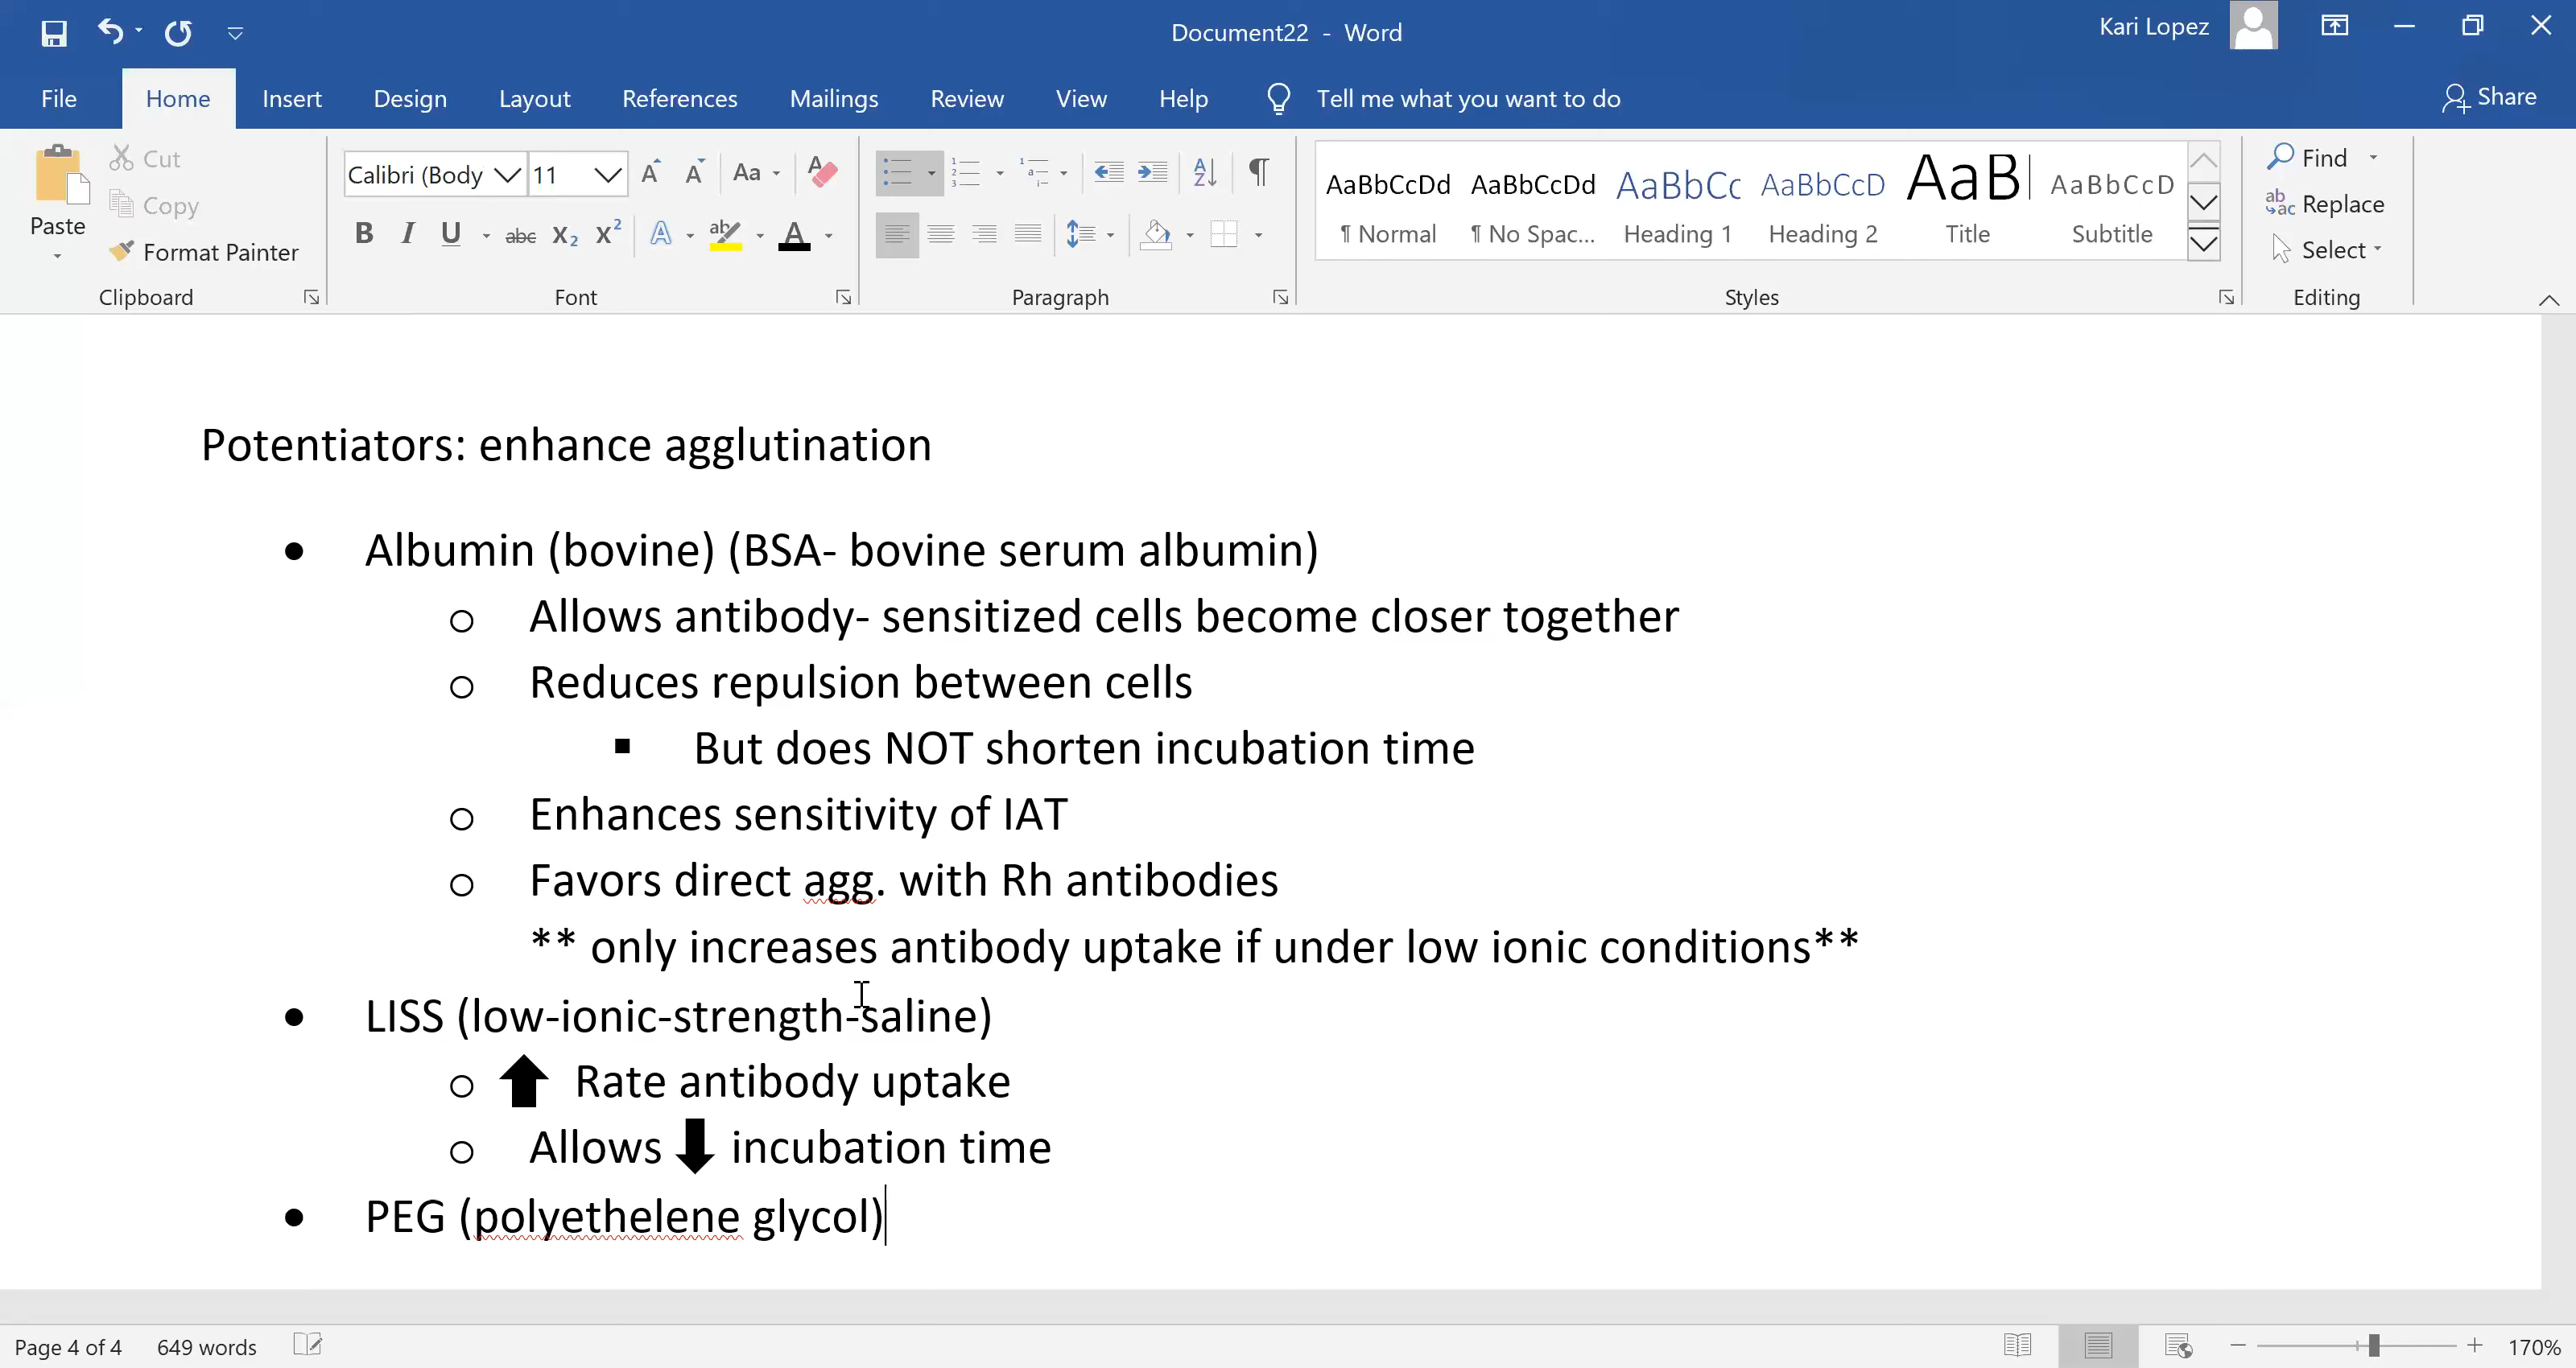 Document22 - Word
Kari Lopez
File Home Insert Design Layout References Mailings Review View Help Tell me what you want to do Share
Paste
Cut
Copy
Format Painter
Clipboard
Calibri (Body 11
Aa
B I U abc X₂ X²
Font
Paragraph
AaBbCcDd AaBbCcDd AaBbCc AaBbCcD AaB AaBbCcD
¶ Normal ¶ No Spac... Heading 1 Heading 2 Title Subtitle
Styles
Find
Replace
Select
Editing
Potentiators: enhance agglutination
• Albumin (bovine) (BSA- bovine serum albumin)
o Allows antibody- sensitized cells become closer together
o Reduces repulsion between cells
▪ But does NOT shorten incubation time
o Enhances sensitivity of IAT
o Favors direct agg. with Rh antibodies
** only increases antibody uptake if under low ionic conditions**
• LISS (low-ionic-strength-saline)
o ⬆ Rate antibody uptake
o Allows ⬇ incubation time
• PEG (polyethelene glycol)
Page 4 of 4 649 words 170%